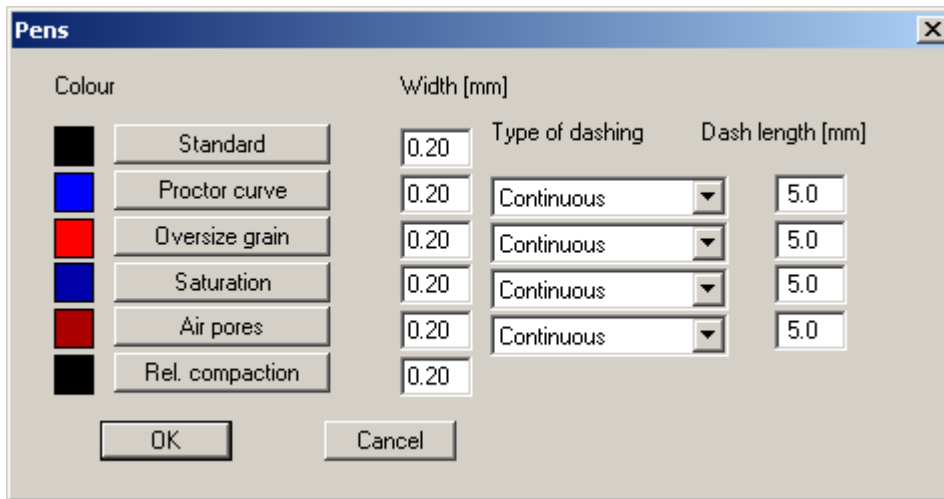 Pens
Colour Width [mm]
Type of dashing Dash length [mm]
Standard 0.20
Proctor curve 0.20 Continuous 5.0
Oversize grain 0.20 Continuous 5.0
Saturation 0.20 Continuous 5.0
Air pores 0.20 Continuous 5.0
Rel. compaction 0.20
OK Cancel